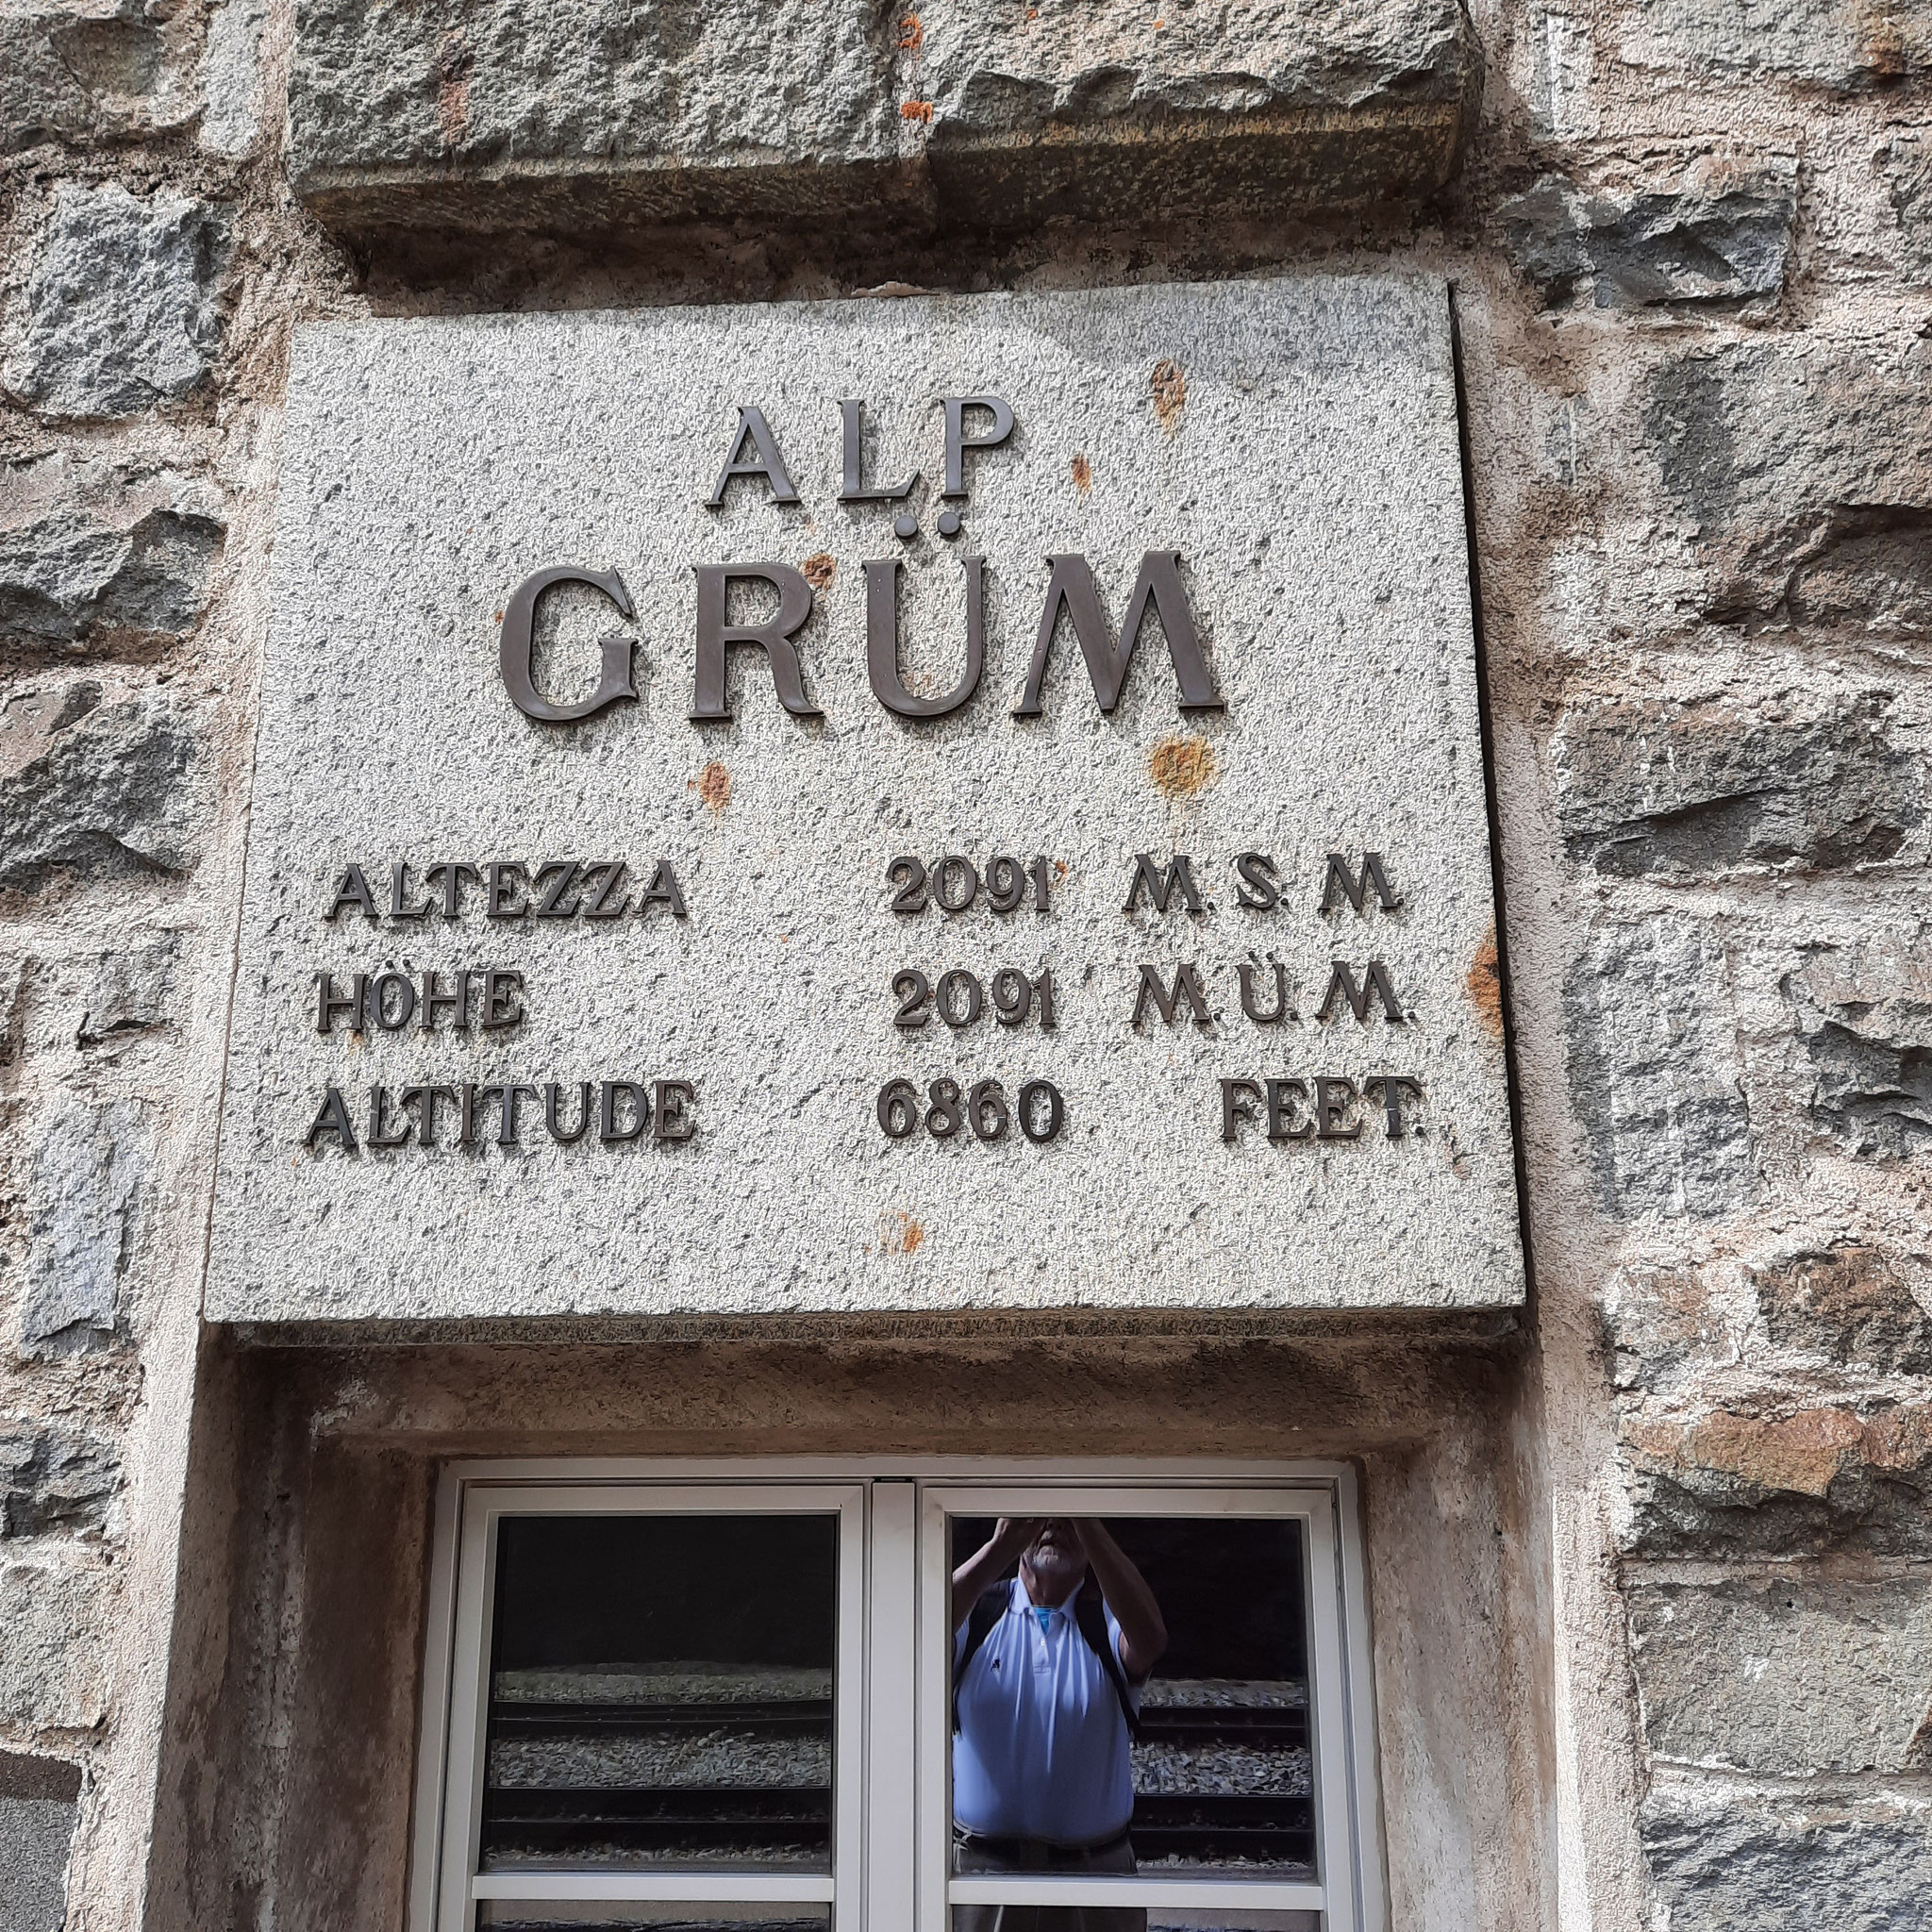 ALP
GRÜM
ALTEZZA 2091 M.S.M.
HÖHE 2091 M.Ü.M.
ALTITUDE 6860 FEET.